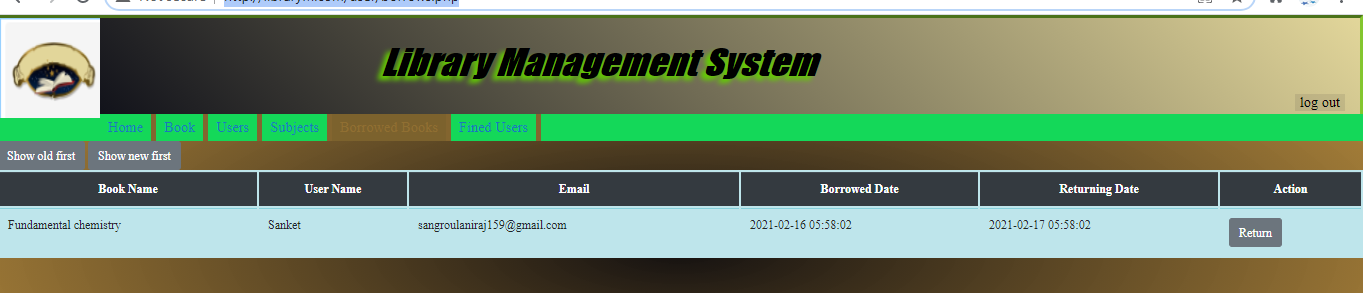 Library Management System
log out
Home Book Users Subjects Borrowed Books Fined Users
Show old first Show new first
Book Name User Name Email Borrowed Date Returning Date Action
Fundamental chemistry Sanket sangroulaniraj159@gmail.com 2021-02-16 05:58:02 2021-02-17 05:58:02 Return